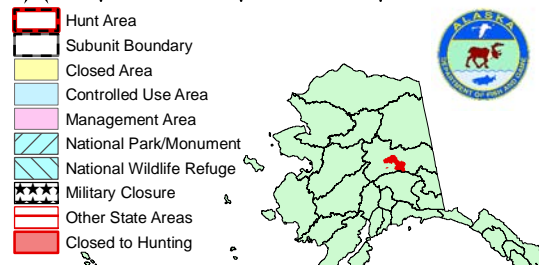 Hunt Area
Subunit Boundary
Closed Area
Controlled Use Area
Management Area
National Park/Monument
National Wildlife Refuge
Military Closure
Other State Areas
Closed to Hunting
ALASKA
DEPARTMENT OF FISH AND GAME